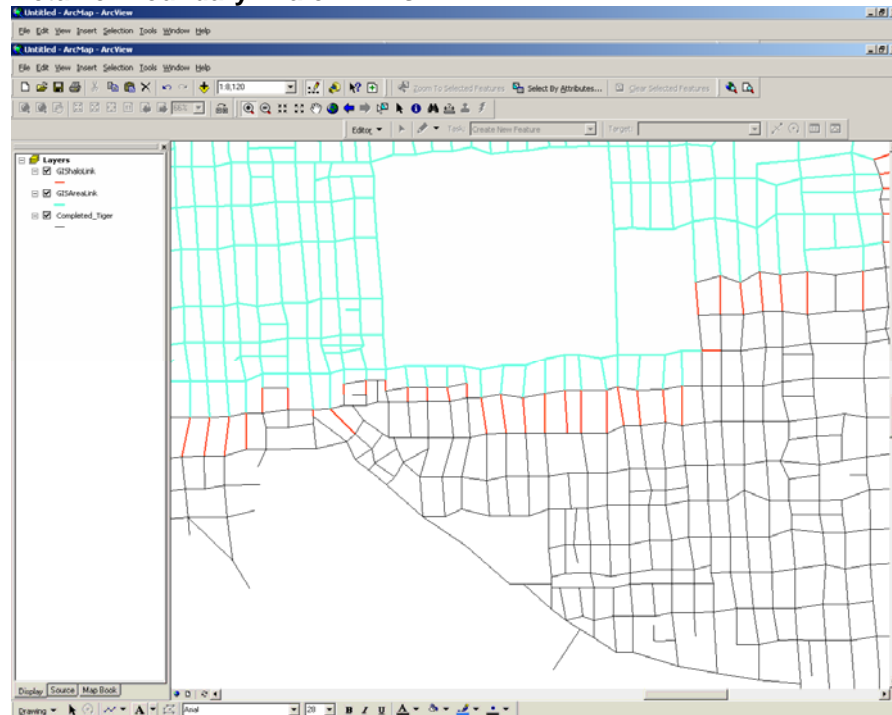 Untitled - ArcMap - ArcView
File Edit View Insert Selection Tools Window Help
Untitled - ArcMap - ArcView
File Edit View Insert Selection Tools Window Help
1:8,120 Zoom To Selected Features Select By Attributes... Clear Selected Features
Editor Task: Create New Feature Target:
Layers
GIShaloLink
GISAreaLink
Completed_Tiger
Display Source Map Book
Drawing A Arial 28 B I U A